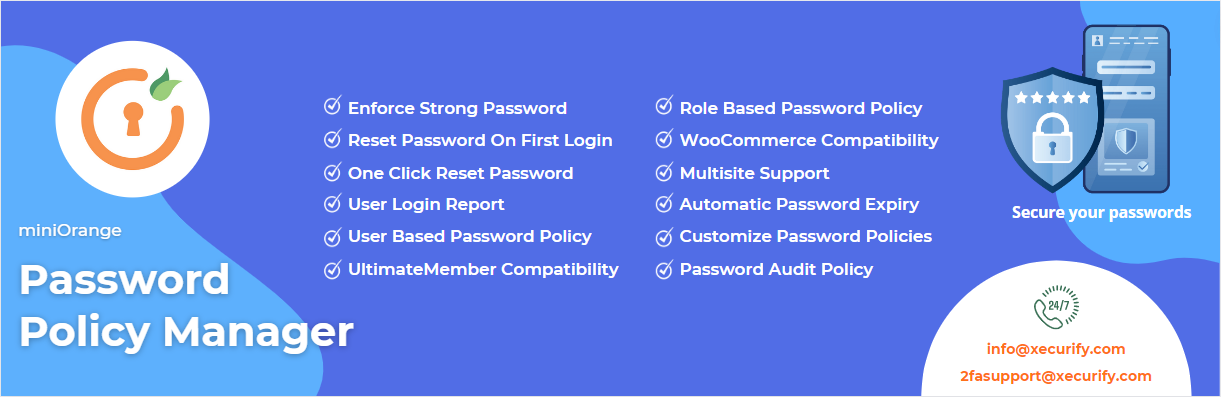 miniOrange
Password
Policy Manager
Enforce Strong Password
Reset Password On First Login
One Click Reset Password
User Login Report
User Based Password Policy
UltimateMember Compatibility
Role Based Password Policy
WooCommerce Compatibility
Multisite Support
Automatic Password Expiry
Customize Password Policies
Password Audit Policy
Secure your passwords
24/7
info@xecurify.com
2fasupport@xecurify.com